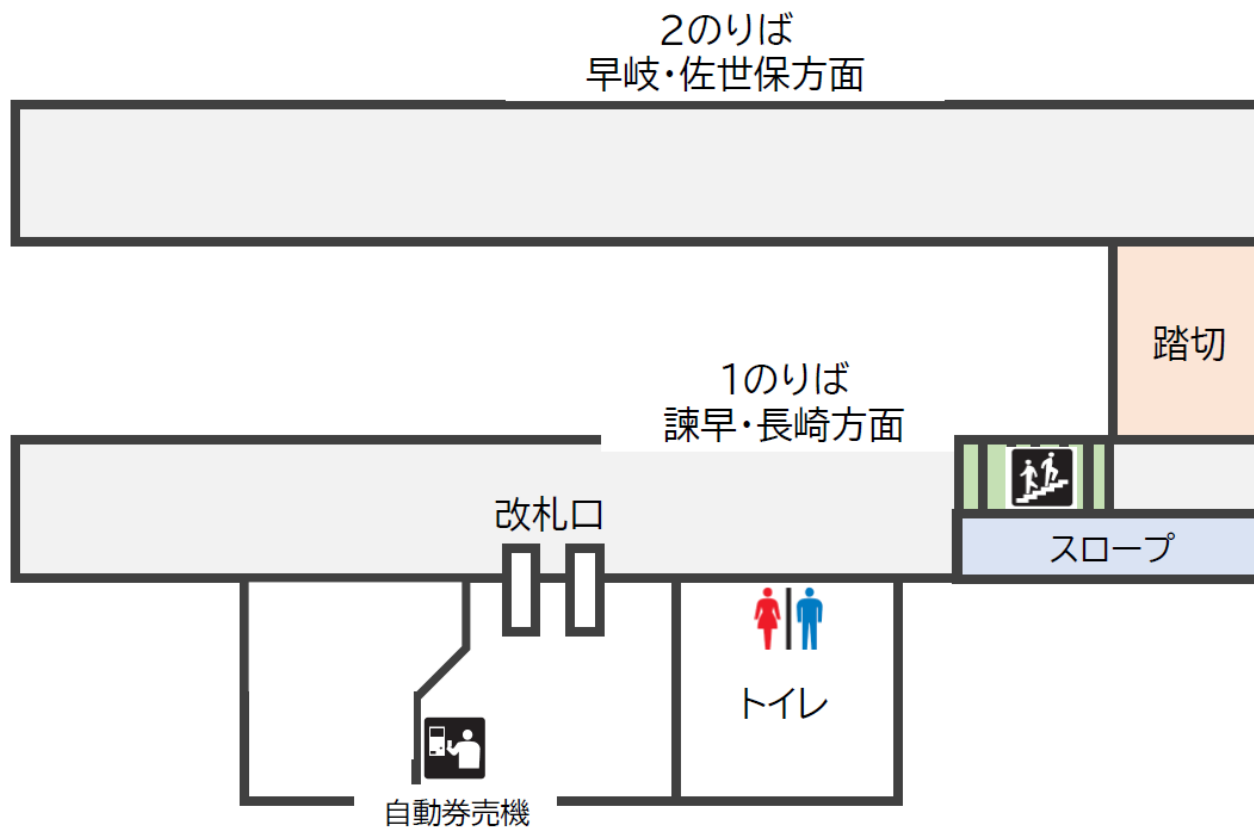 2のりば
早岐・佐世保方面
踏切
1のりば
諫早・長崎方面
改札口
スロープ
トイレ
自動券売機